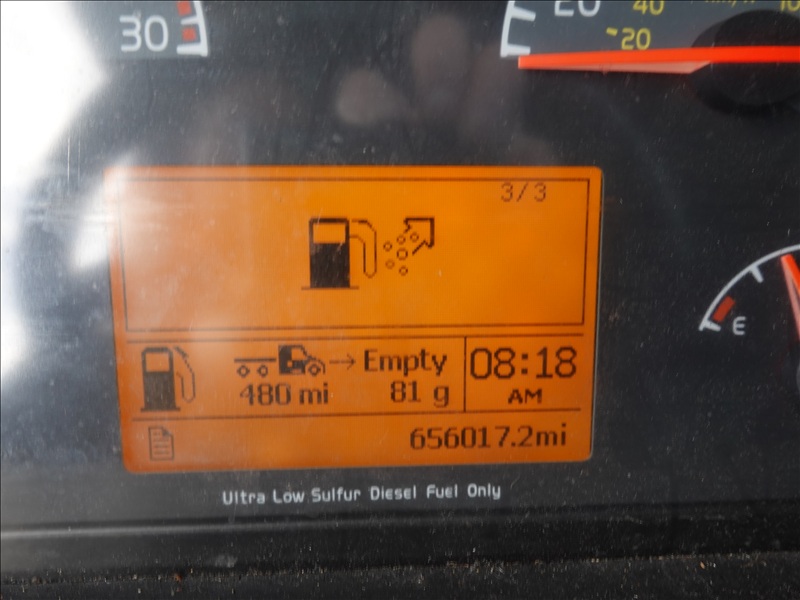 30
20
40
-20
3/3
Empty
480 mi
81 g
08:18
AM
656017.2mi
E
Ultra Low Sulfur Diesel Fuel Only